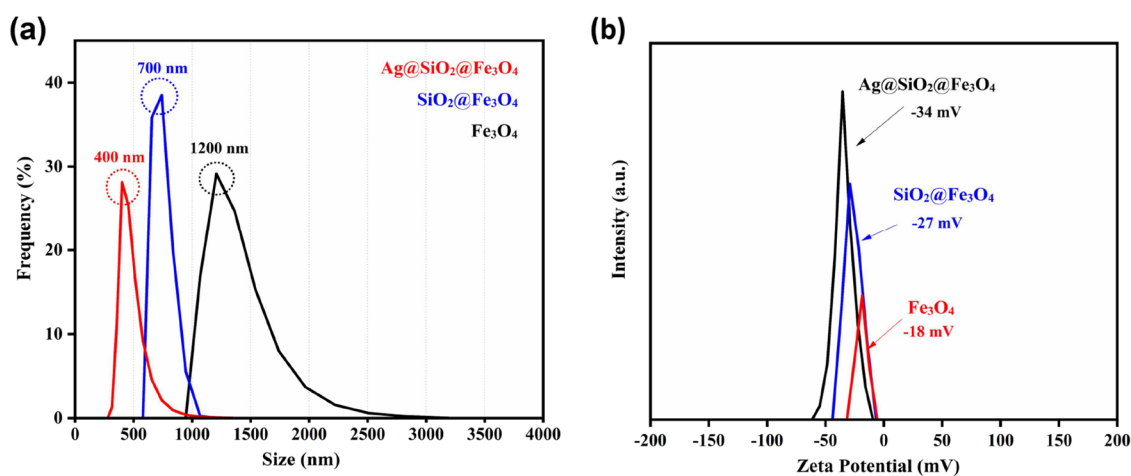 (a)
40
30
20
10
0
Frequency (%)
700 nm
400 nm
1200 nm
Ag@SiO₂@Fe₃O₄
SiO₂@Fe₃O₄
Fe₃O₄
0 500 1000 1500 2000 2500 3000 3500 4000
Size (nm)
(b)
Intensity (a.u.)
Ag@SiO₂@Fe₃O₄
-34 mV
SiO₂@Fe₃O₄
-27 mV
Fe₃O₄
-18 mV
-200 -150 -100 -50 0 50 100 150 200
Zeta Potential (mV)